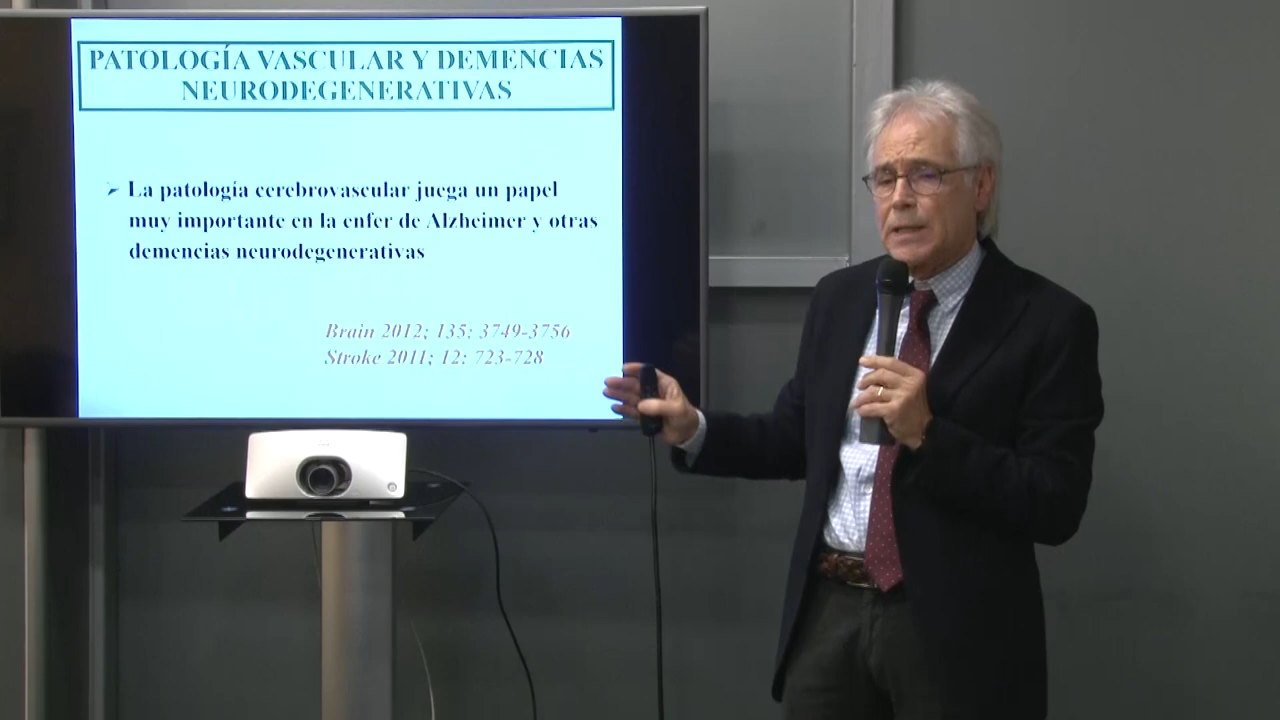 PATOLOGÍA VASCULAR Y DEMENCIAS
NEURODEGENERATIVAS
➢ La patología cerebrovascular juega un papel
muy importante en la enfer de Alzheimer y otras
demencias neurodegenerativas
Brain 2012; 135: 3749-3756
Stroke 2011; 12: 723-728